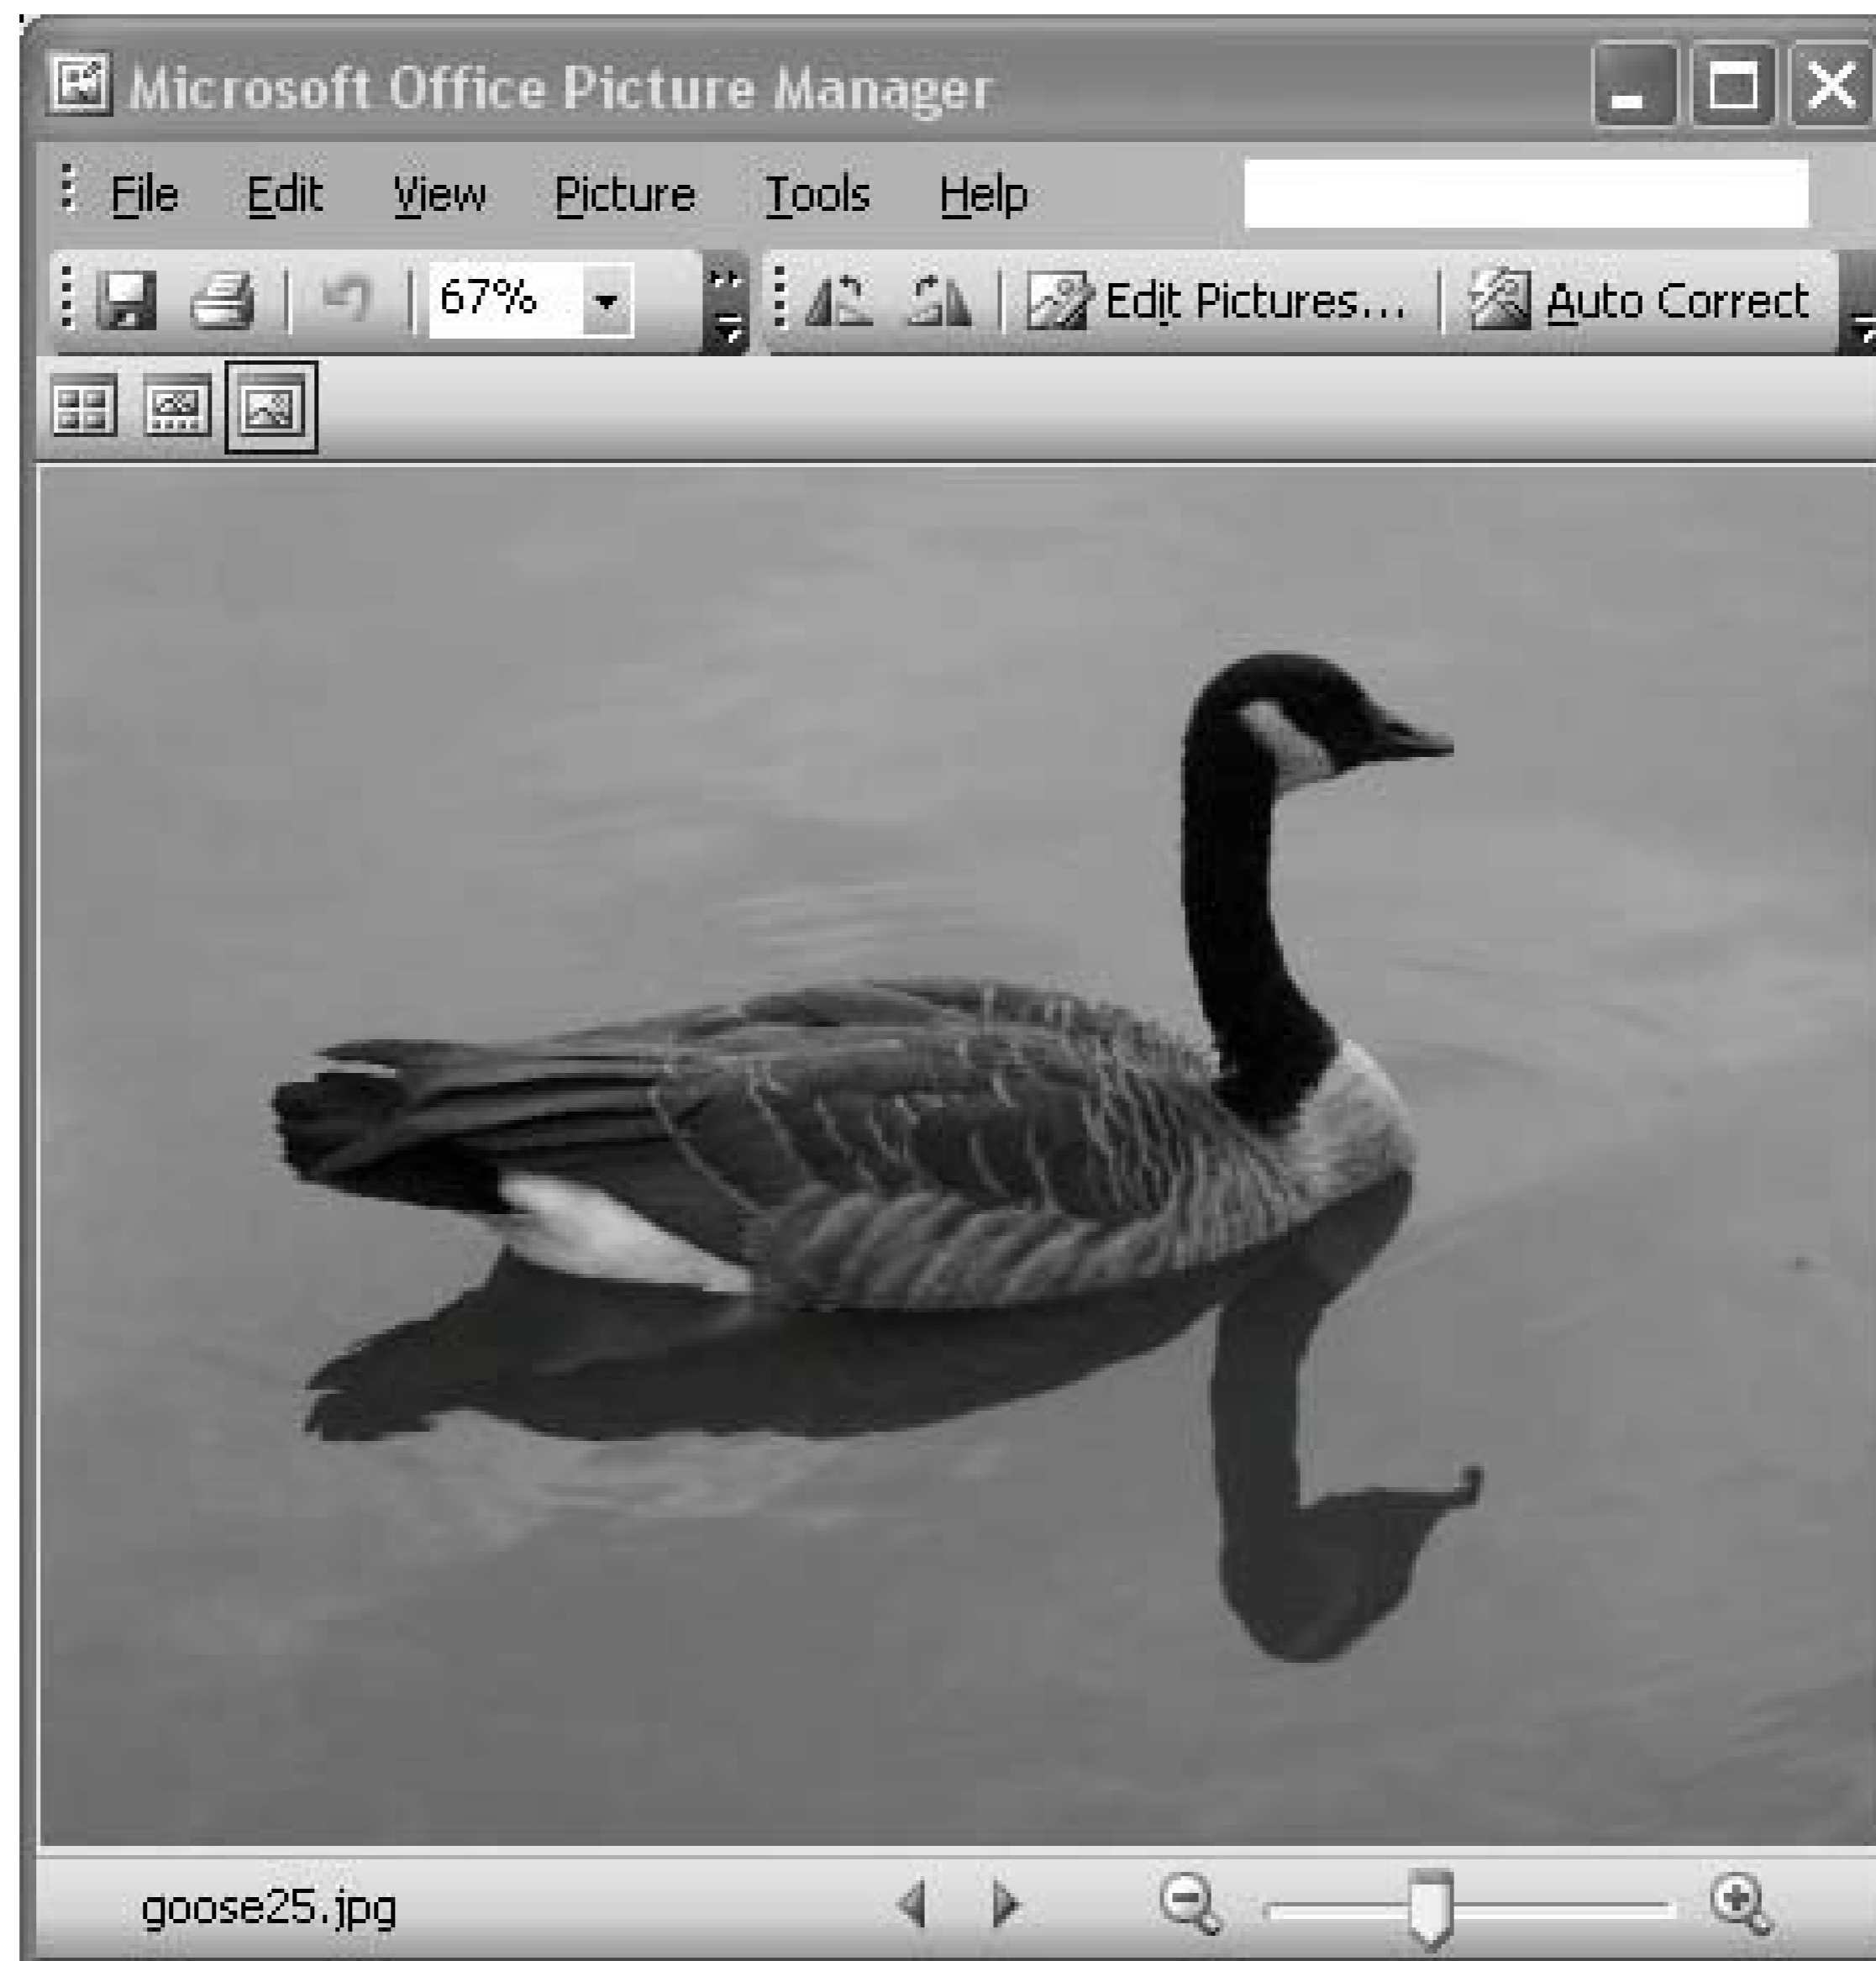 Microsoft Office Picture Manager
File Edit View Picture Tools Help
67% Edit Pictures... Auto Correct
goose25.jpg